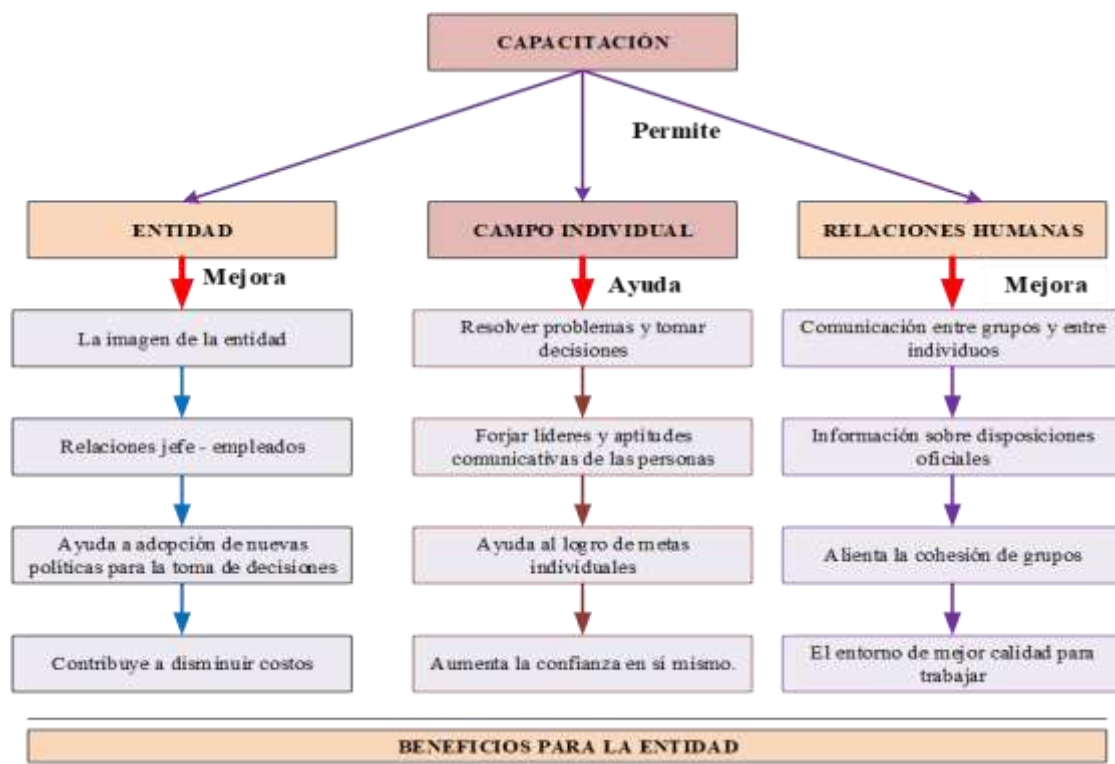 CAPACITACIÓN
Permite
ENTIDAD
CAMPO INDIVIDUAL
RELACIONES HUMANAS
Mejora
Ayuda
Mejora
La imagen de la entidad
Resolver problemas y tomar
decisiones
Comunicación entre grupos y entre
individuos
Relaciones jefe - empleados
Forjar líderes y aptitudes
comunicativas de las personas
Información sobre disposiciones
oficiales
Ayuda a adopción de nuevas
políticas para la toma de decisiones
Ayuda al logro de metas
individuales
Alienta la cohesión de grupos
Contribuye a disminuir costos
Aumenta la confianza en sí mismo.
El entorno de mejor calidad para
trabajar
BENEFICIOS PARA LA ENTIDAD